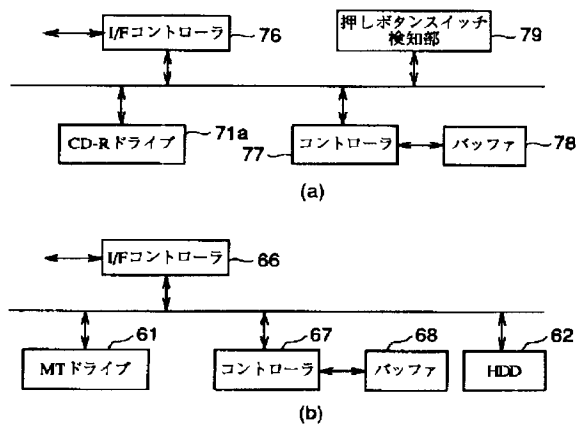 I/Fコントローラ 76
押しボタンスイッチ
検知部 79
CD-Rドライブ 71a
77 コントローラ
バッファ 78
(a)
I/Fコントローラ 66
61
MTドライブ
67
コントローラ
68
バッファ
62
HDD
(b)